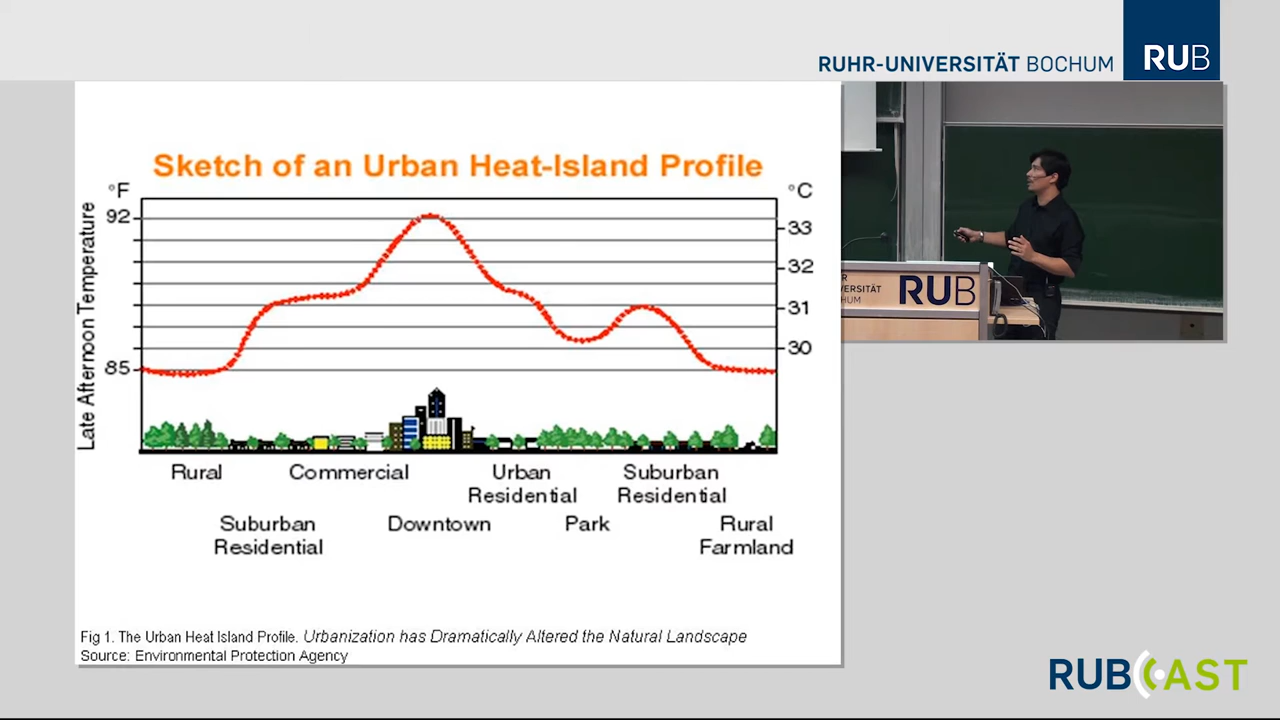 RUHR-UNIVERSITÄT BOCHUM
RUB
Sketch of an Urban Heat-Island Profile
°F
°C
Late Afternoon Temperature
92
85
33
32
31
30
Rural
Commercial
Urban
Residential
Suburban
Residential
Suburban
Residential
Downtown
Park
Rural
Farmland
Fig 1. The Urban Heat Island Profile. Urbanization has Dramatically Altered the Natural Landscape
Source: Environmental Protection Agency
BOCHUM
RUB
RUBCAST